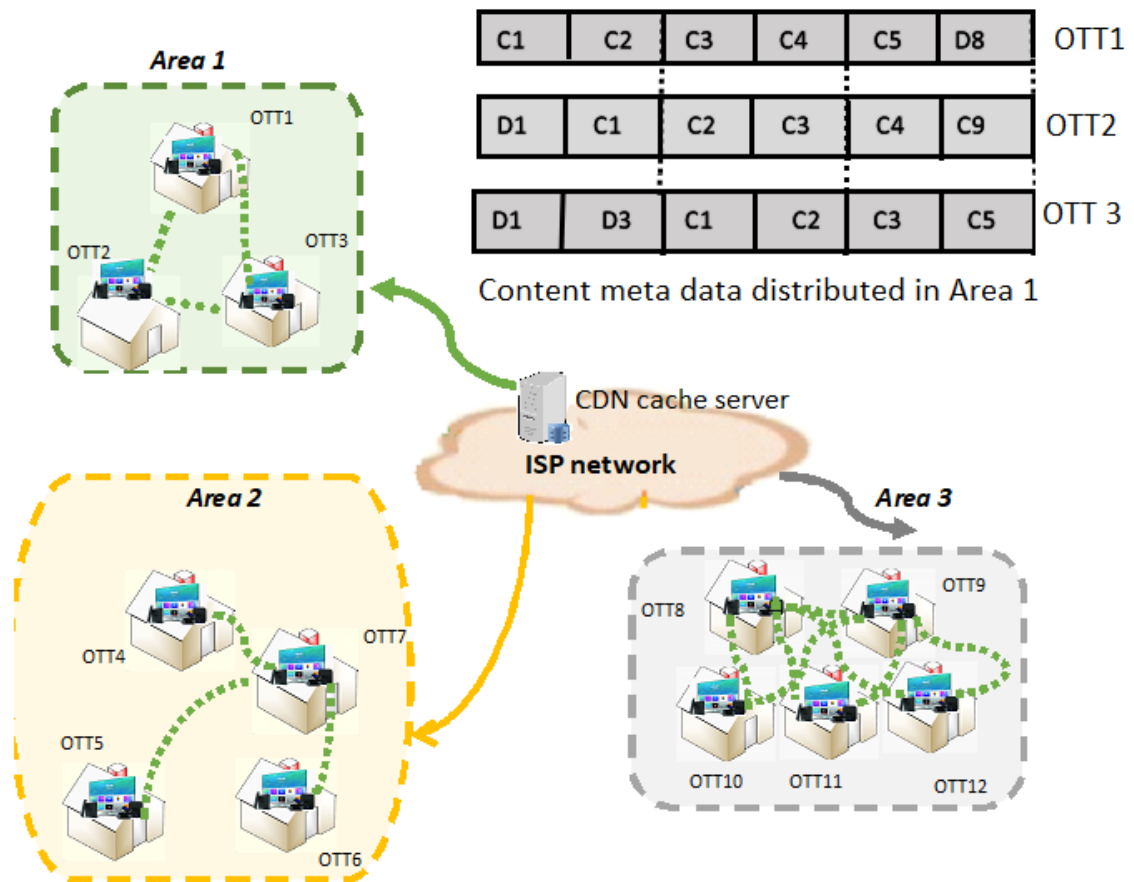 Area 1
OTT1
OTT2
OTT3
C1 C2 C3 C4 C5 D8 OTT1
D1 C1 C2 C3 C4 C9 OTT2
D1 D3 C1 C2 C3 C5 OTT 3
Content meta data distributed in Area 1
CDN cache server
ISP network
Area 2
OTT4
OTT7
OTT5
OTT6
Area 3
OTT8
OTT9
OTT10
OTT11
OTT12